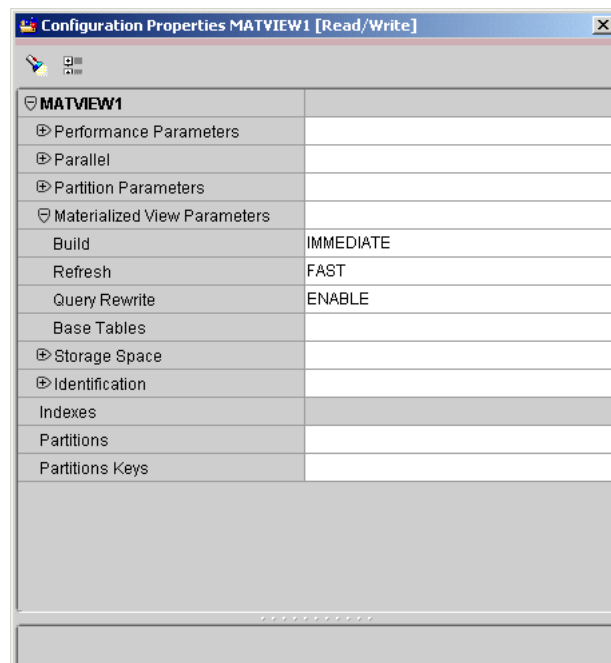 Configuration Properties MATVIEW1 [Read/Write]
MATVIEW1
Performance Parameters
Parallel
Partition Parameters
Materialized View Parameters
Build IMMEDIATE
Refresh FAST
Query Rewrite ENABLE
Base Tables
Storage Space
Identification
Indexes
Partitions
Partitions Keys